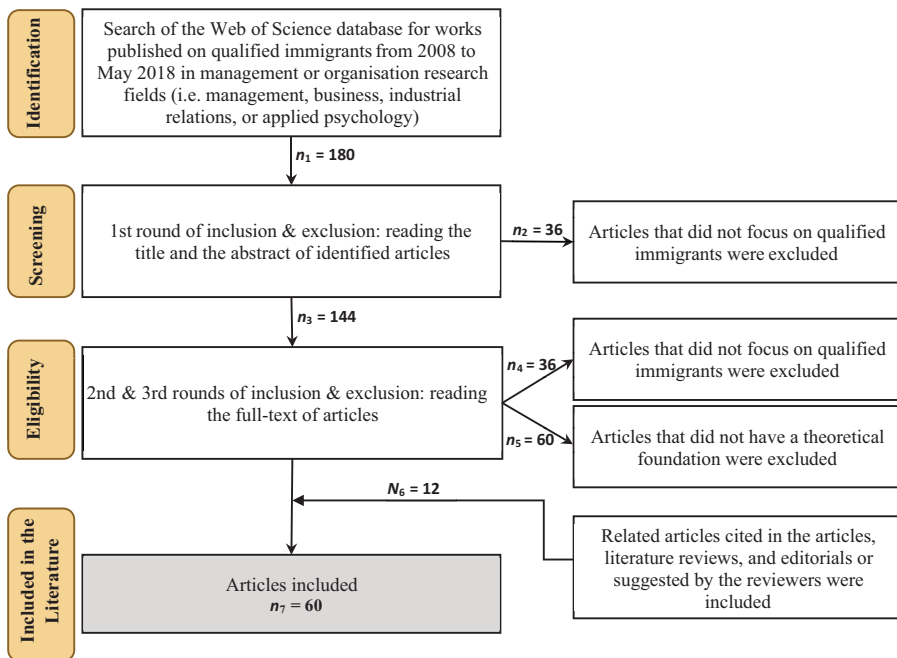 Identification
Search of the Web of Science database for works
published on qualified immigrants from 2008 to
May 2018 in management or organisation research
fields (i.e. management, business, industrial
relations, or applied psychology)
n₁ = 180
Screening
1st round of inclusion & exclusion: reading the
title and the abstract of identified articles
n₂ = 36
Articles that did not focus on qualified
immigrants were excluded
n₃ = 144
Eligibility
2nd & 3rd rounds of inclusion & exclusion: reading
the full-text of articles
n₄ = 36
Articles that did not focus on qualified
immigrants were excluded
n₅ = 60
Articles that did not have a theoretical
foundation were excluded
N₆ = 12
Related articles cited in the articles,
literature reviews, and editorials or
suggested by the reviewers were
included
Included in the
Literature
Articles included
n₇ = 60